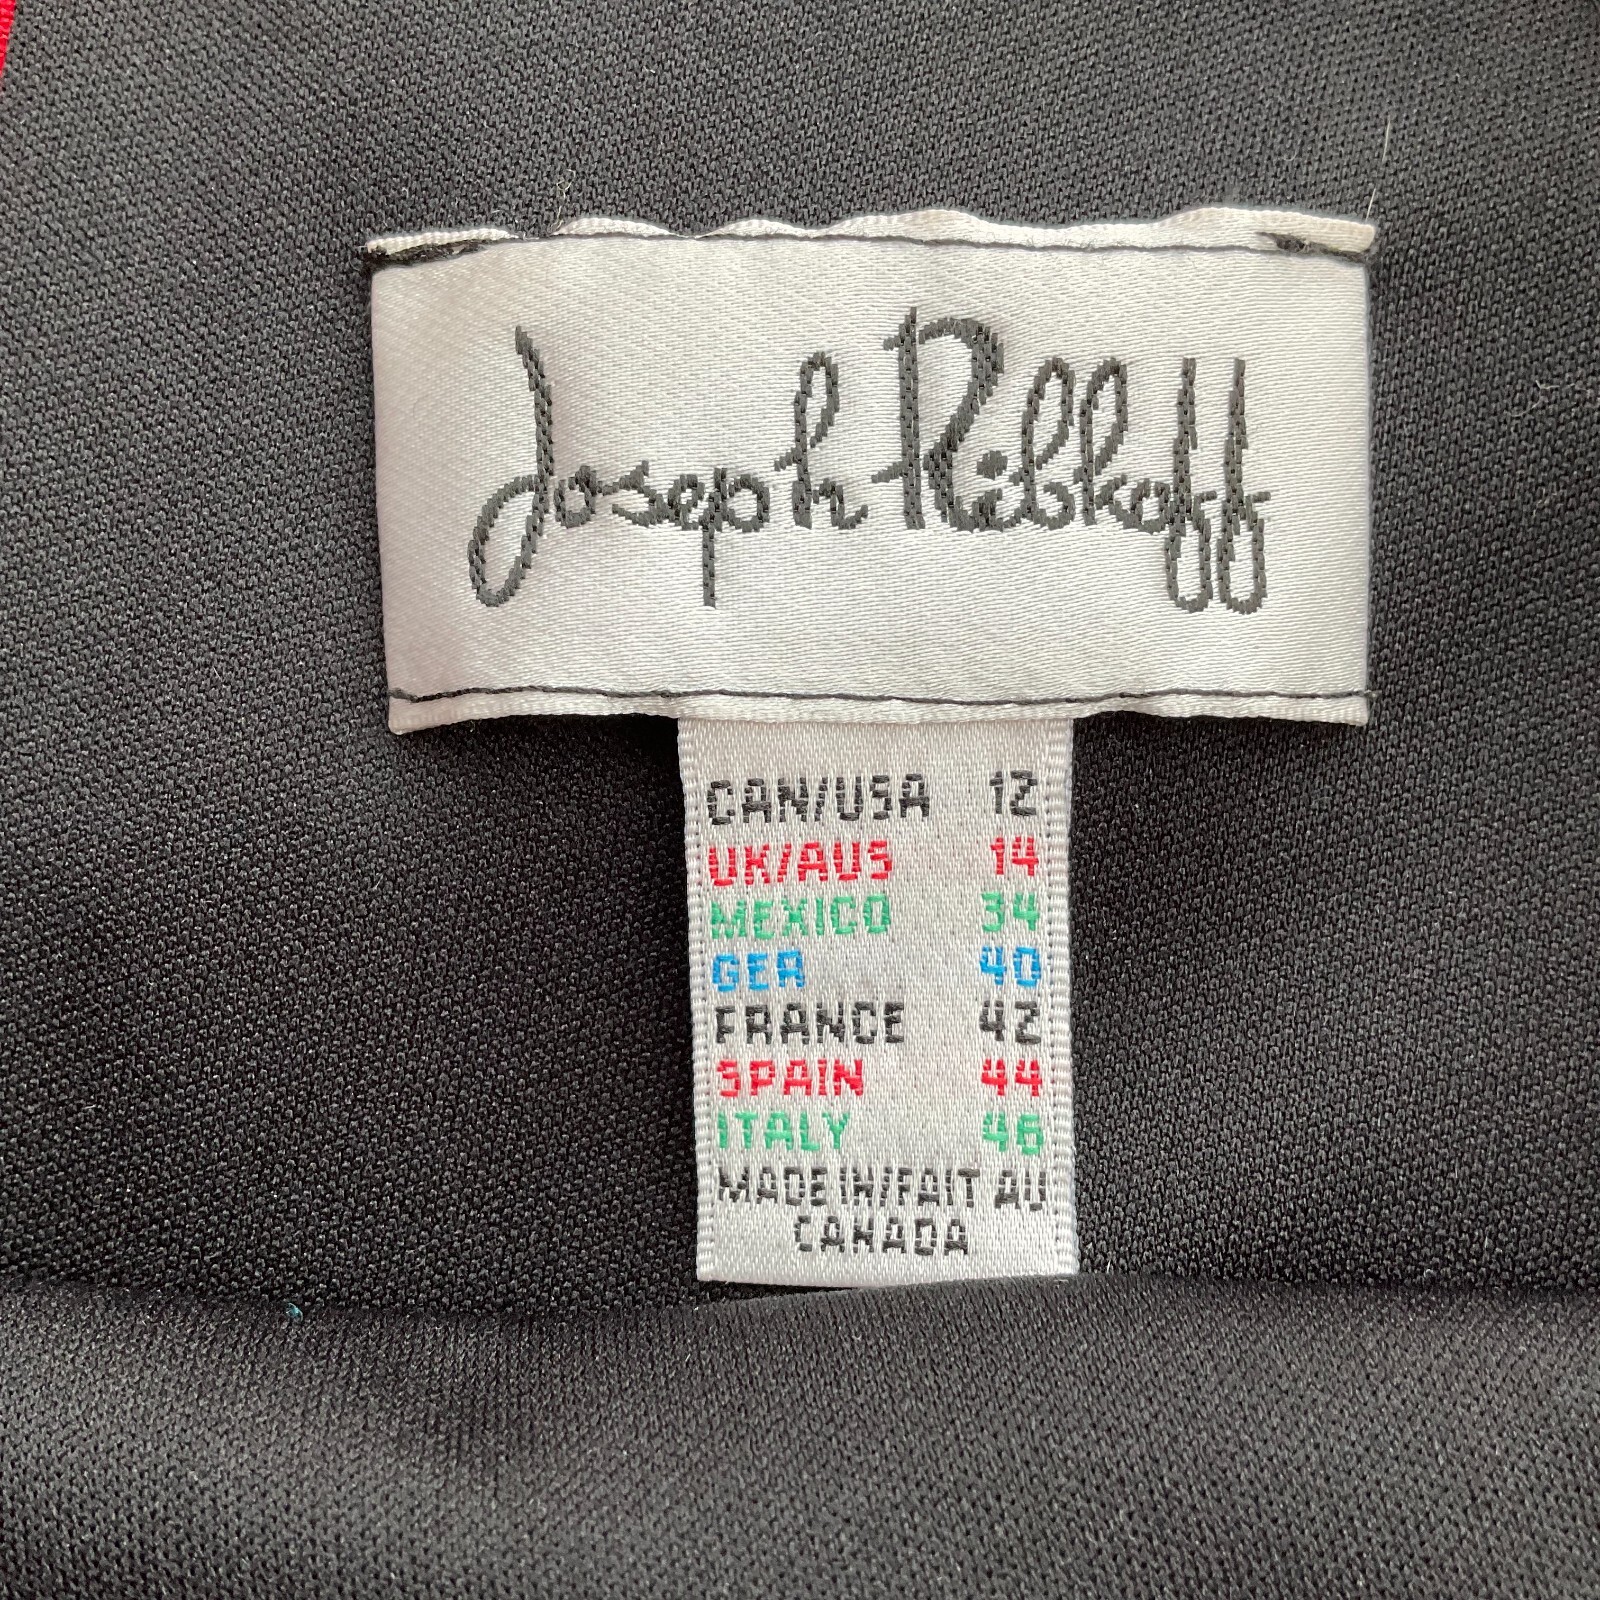 Joseph Ribkoff
CAN/USA 12
UK/AUS 14
MEXICO 34
GER 40
FRANCE 42
SPAIN 44
ITALY 46
MADE IN/FAIT AU
CANADA